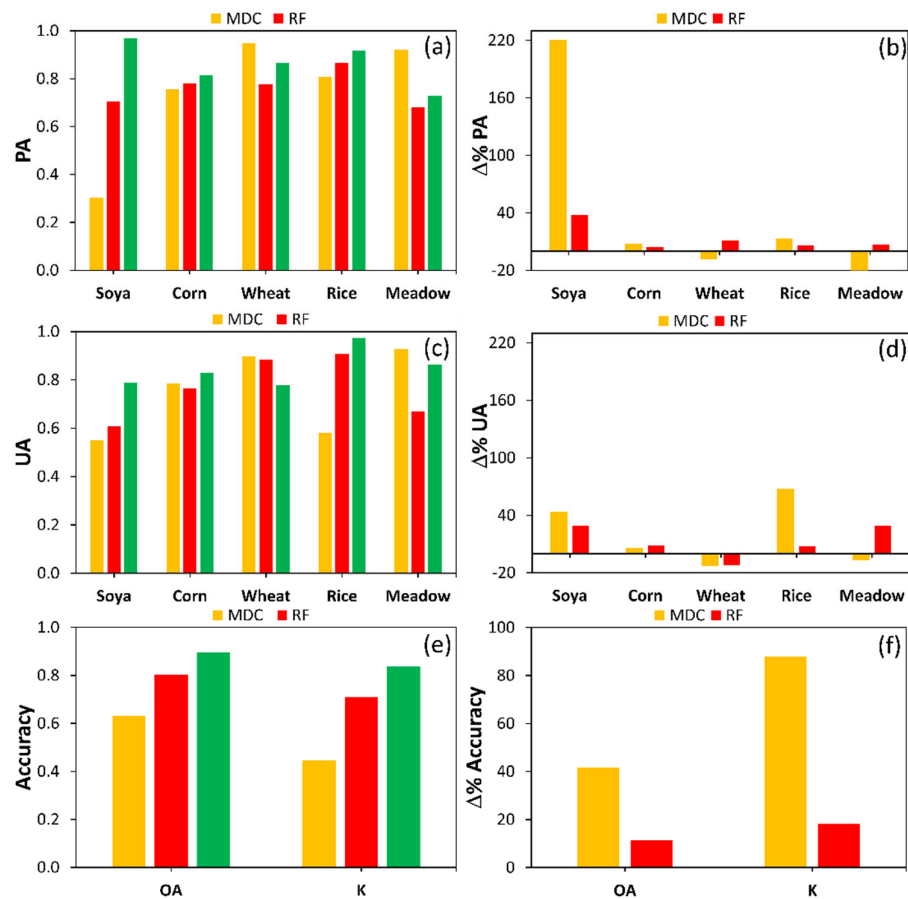 MDC RF
(a)
1.0
0.8
0.6
0.4
0.2
0.0
PA
Soya Corn Wheat Rice Meadow
MDC RF
(b)
220
160
100
40
-20
Δ% PA
Soya Corn Wheat Rice Meadow
MDC RF
(c)
1.0
0.8
0.6
0.4
0.2
0.0
UA
Soya Corn Wheat Rice Meadow
MDC RF
(d)
220
160
100
40
-20
Δ% UA
Soya Corn Wheat Rice Meadow
MDC RF
(e)
1.0
0.8
0.6
0.4
0.2
0.0
Accuracy
OA K
MDC RF
(f)
100
80
60
40
20
0
Δ% Accuracy
OA K